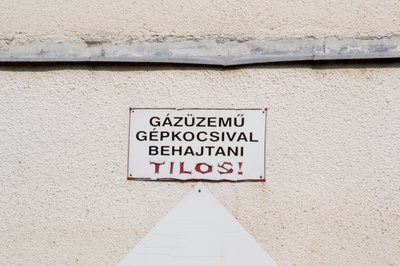 GÁZÜZEMŰ
GÉPKOCSIVAL
BEHAJTANI
TILOS!